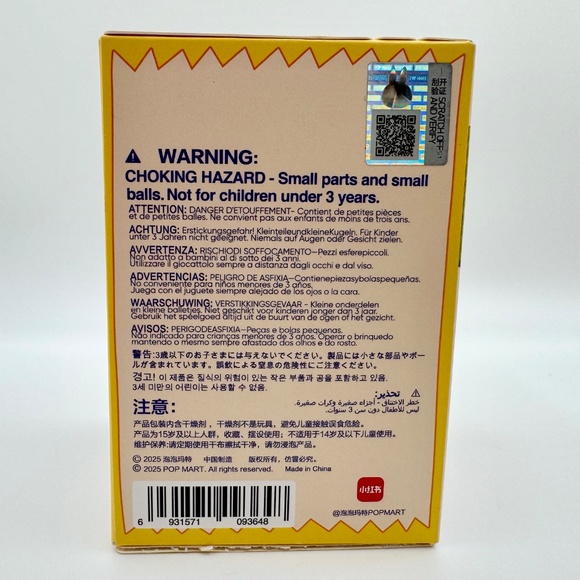 开涂刮验
SCRATCH OFF
AND VERIFY
WARNING:
CHOKING HAZARD - Small parts and small
balls. Not for children under 3 years.
ATTENTION: DANGER D'ETOUFFEMENT- Contient de petites pièces
et de petites balles. Ne convient pas aux enfants de moins de trois ans.
ACHTUNG: Erstickungsgefahr! KleinteileundkleineKugeln. Für Kinder
unter 3 Jahren nicht geeignet. Niemals auf Augen oder Gesicht zielen.
AVVERTENZA: RISCHIODI SOFFOCAMENTO-Pezzi esferepiccoli.
Non adatto a bambini al di sotto dei 3 anni.
Utilizzare il giocattolo sempre a distanza dagli occhi e dal viso.
ADVERTENCIAS: PELIGRO DE ASFIXIA-Contienepiezasybolaspequeñas.
No conveniente para niños menores de 3 años.
Juega con el juguete siempre alejado de los ojos o la cara.
WAARSCHUWING: VERSTIKKINGSGEVAAR - Kleine onderdelen
en kleine balletjes. Niet geschikt voor kinderen jonger dan 3 jaar.
Gebruik het speelgoed altijd uit de buurt van de ogen of het gezicht.
AVISOS: PERIGODEASFIXIA-Peças e bolas pequenas.
Não indicado para crianças menores de 3 anos. Operar o brinquedo
mantendo o mesmo sempre afastado dos olhos e do rosto.
警告:3歳以下のお子さまには与えないでください。製品には小さな部品やボー
ルが含まれています。誤飲による窒息の危険性にご注意ください。
경고! 이 제품은 질식의 위험이 있는 작은 부품과 공을 포함하고 있음.
3세 미만의 어린이는 사용할 수 없음.
تحذير:
خطر الاختناق - أجزاء صغيرة وكرات صغيرة.
ليس للأطفال دون سن 3 سنوات.
注意:
产品包装内含干燥剂,干燥剂不是玩具,避免儿童接触误食危险。
产品为15岁及以上人群,收藏、摆设使用;不适用于14岁及以下儿童使用。
维护保养:请定期使用干布擦拭干净,请勿浸泡产品。
© 2025 泡泡玛特 中国制造 版权所有,仿冒必究。
© 2025 POP MART. All rights reserved. Made in China
小红书
6 931571 093648
@泡泡玛特POPMART